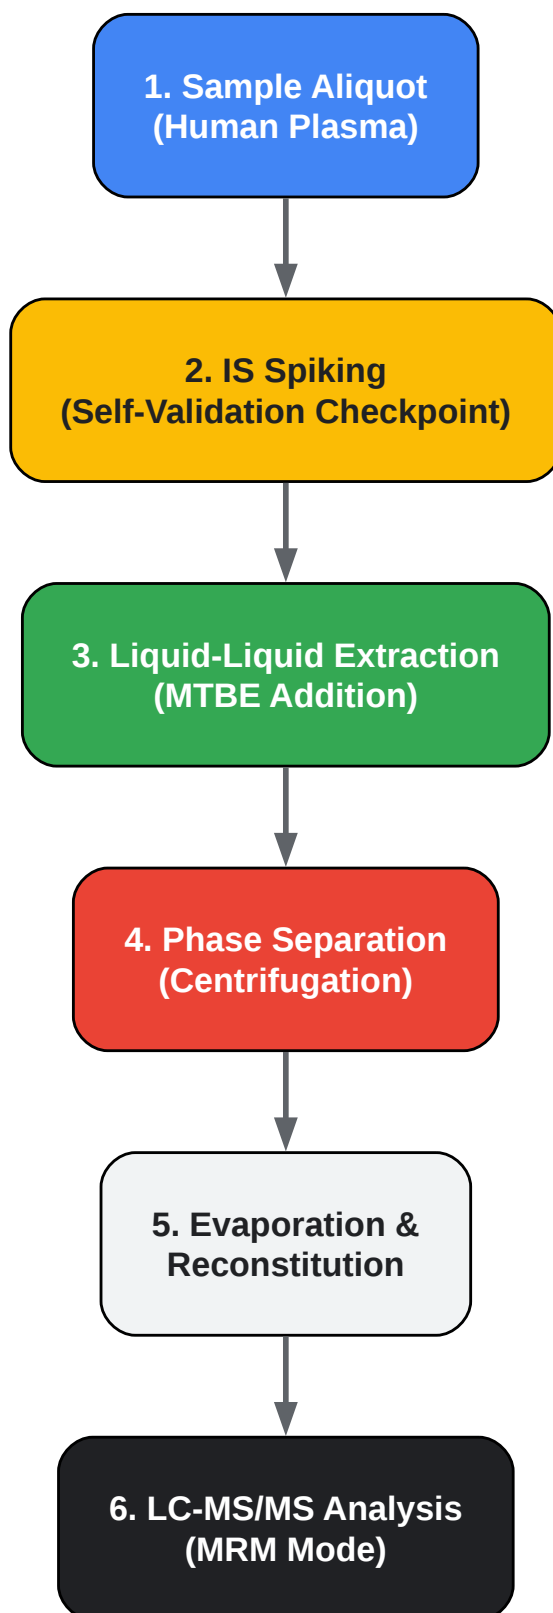 1. Sample Aliquot
(Human Plasma)
2. IS Spiking
(Self-Validation Checkpoint)
3. Liquid-Liquid Extraction
(MTBE Addition)
4. Phase Separation
(Centrifugation)
5. Evaporation &
Reconstitution
6. LC-MS/MS Analysis
(MRM Mode)